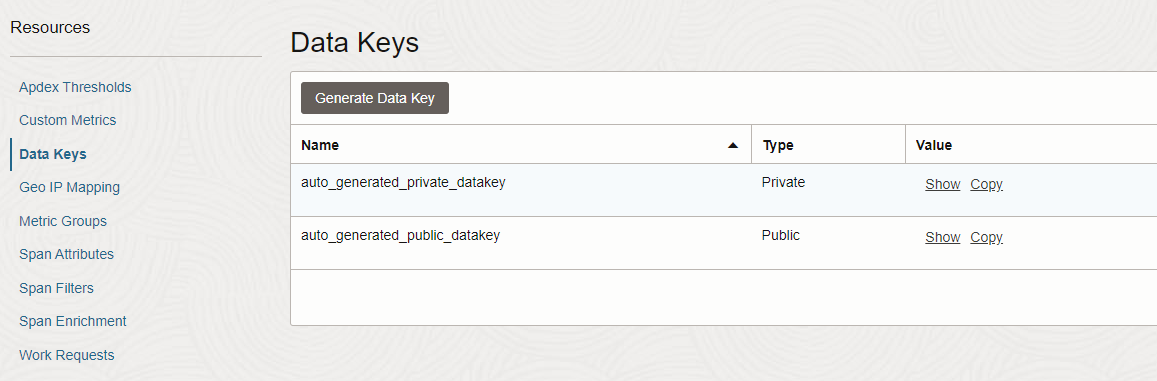 Resources
Apdex Thresholds
Custom Metrics
Data Keys
Geo IP Mapping
Metric Groups
Span Attributes
Span Filters
Span Enrichment
Work Requests
Data Keys
Generate Data Key
Name Type Value
auto_generated_private_datakey Private Show Copy
auto_generated_public_datakey Public Show Copy